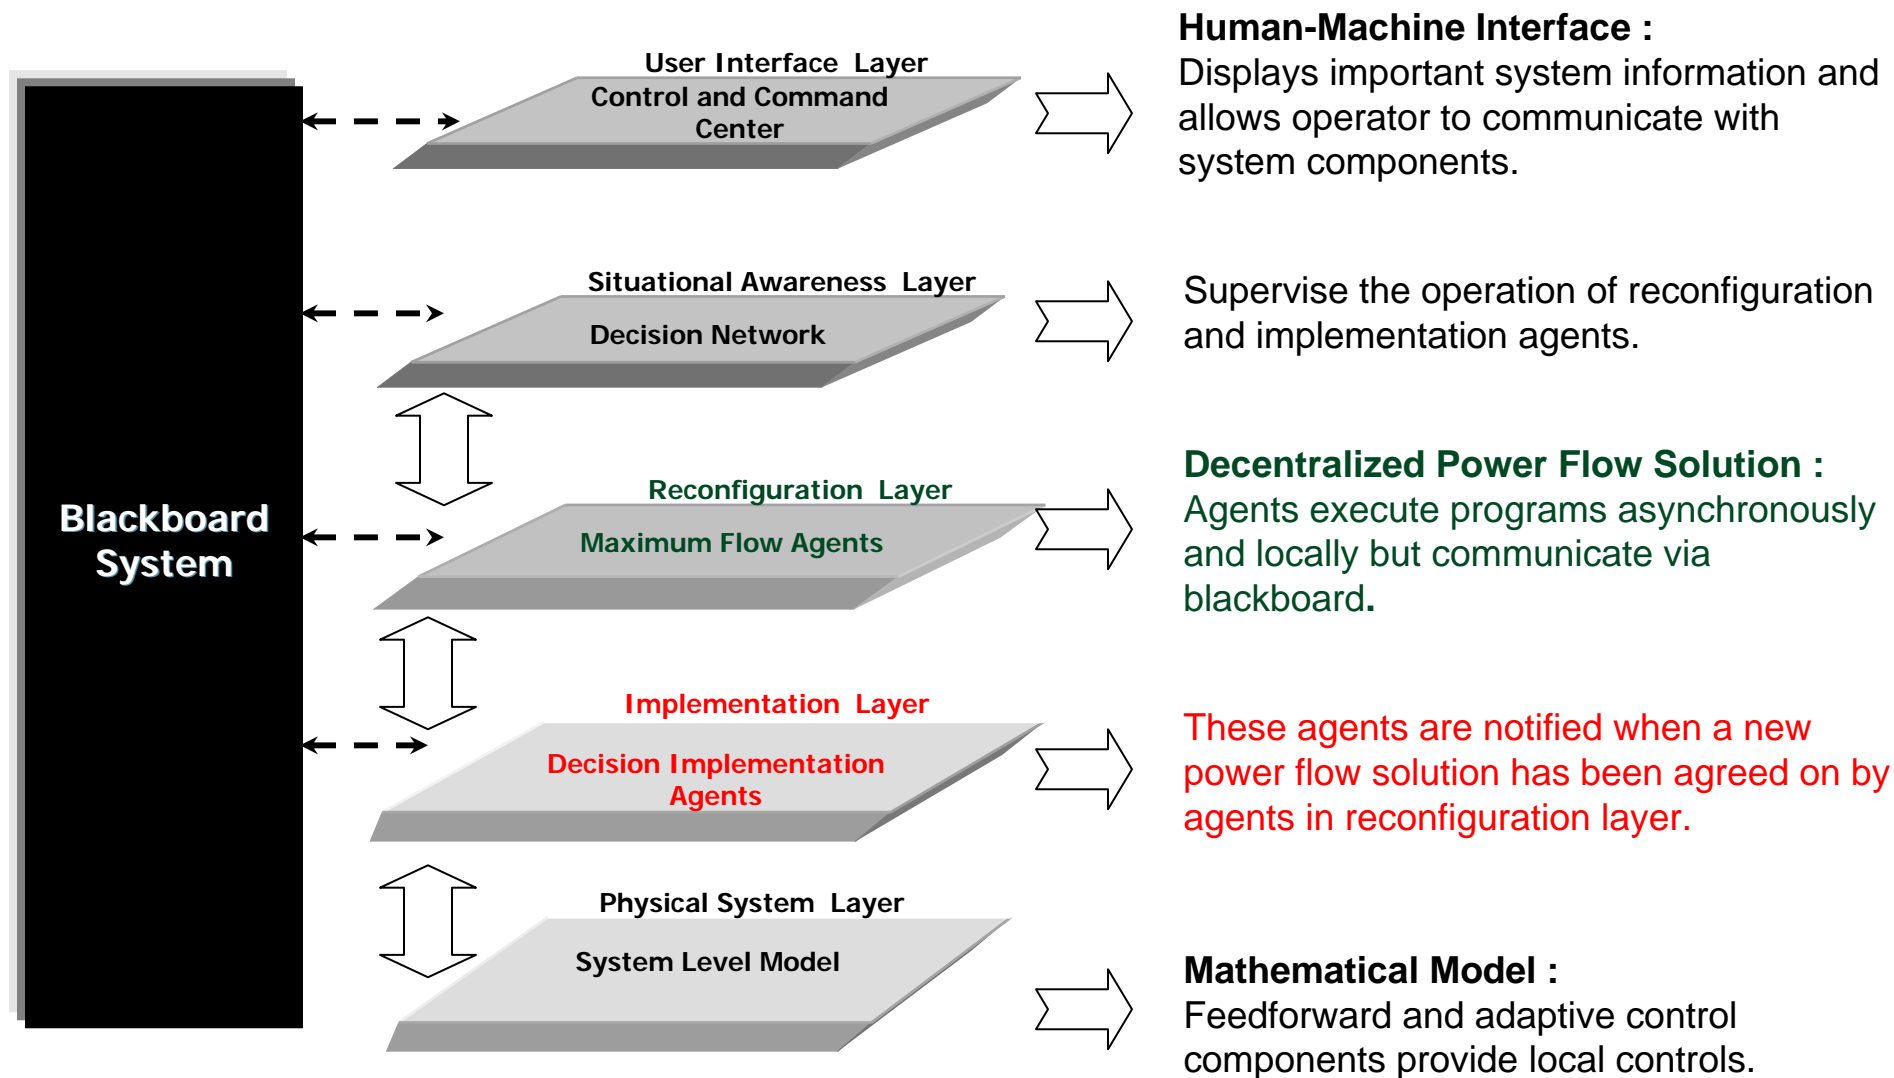 Blackboard
System
User Interface Layer
Control and Command
Center
Human-Machine Interface :
Displays important system information and
allows operator to communicate with
system components.
Situational Awareness Layer
Decision Network
Supervise the operation of reconfiguration
and implementation agents.
Reconfiguration Layer
Maximum Flow Agents
Decentralized Power Flow Solution :
Agents execute programs asynchronously
and locally but communicate via
blackboard.
Implementation Layer
Decision Implementation
Agents
These agents are notified when a new
power flow solution has been agreed on by
agents in reconfiguration layer.
Physical System Layer
System Level Model
Mathematical Model :
Feedforward and adaptive control
components provide local controls.